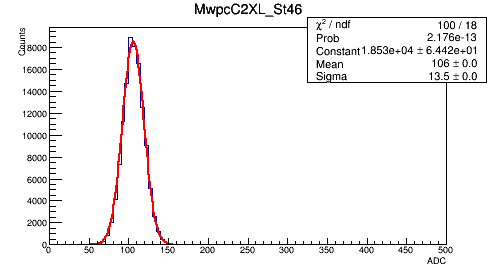 MwpcC2XL_St46
χ² / ndf 100 / 18
Prob 2.176e-13
Constant 1.853e+04 ± 6.442e+01
Mean 106 ± 0.0
Sigma 13.5 ± 0.0
Counts
18000
16000
14000
12000
10000
8000
6000
4000
2000
0
0 50 100 150 200 250 300 350 400 450 500
ADC